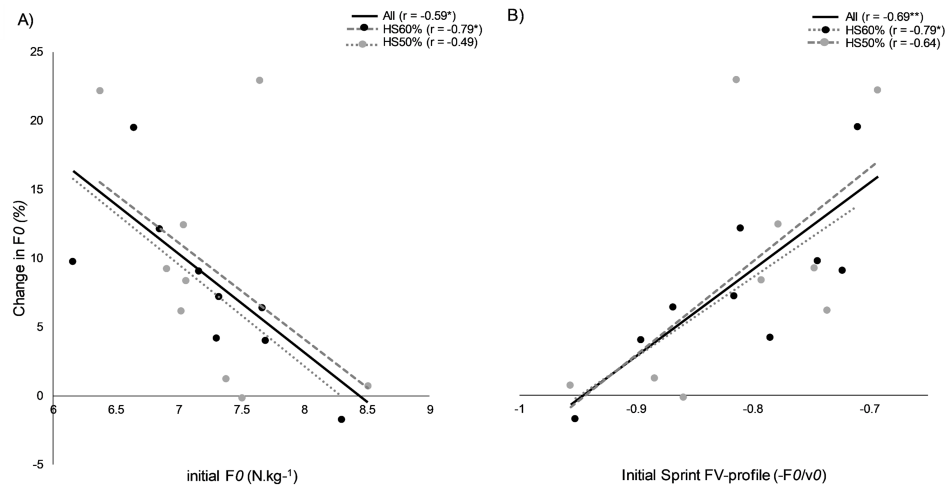 A)
All (r = -0.59*)
HS60% (r = -0.79*)
HS50% (r = -0.49)
25
20
15
10
5
0
-5
Change in F0 (%)
6
6.5
7
7.5
8
8.5
9
initial F0 (N.kg-1)
B)
All (r = -0.69**)
HS60% (r = -0.79*)
HS50% (r = -0.64)
-1
-0.9
-0.8
-0.7
Initial Sprint FV-profile (-F0/v0)